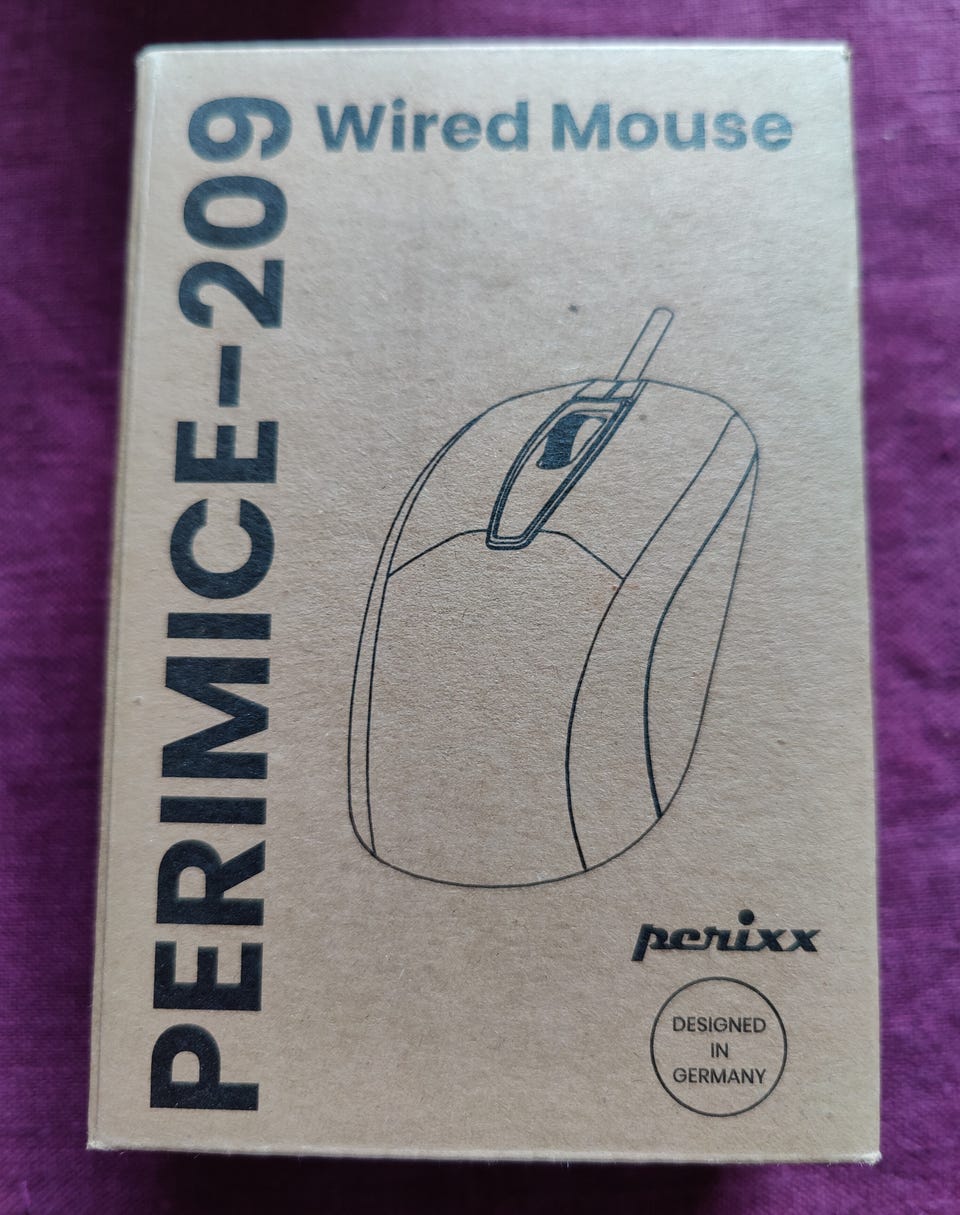 PERIMICE-209
Wired Mouse
perixx
DESIGNED
IN
GERMANY